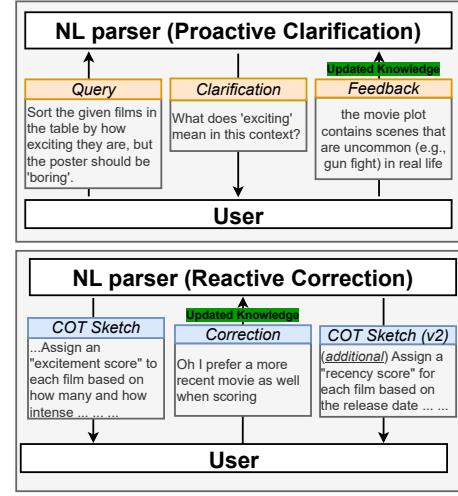 NL parser (Proactive Clarification)
Updated Knowledge
Query
Sort the given films in
the table by how
exciting they are, but
the poster should be
'boring'.
Clarification
What does 'exciting'
mean in this context?
Feedback
the movie plot
contains scenes that
are uncommon (e.g.,
gun fight) in real life
User
NL parser (Reactive Correction)
Updated Knowledge
COT Sketch
...Assign an
"excitement score" to
each film based on
how many and how
intense ... ... ...
Correction
Oh I prefer a more
recent movie as well
when scoring
COT Sketch (v2)
(additional) Assign a
"recency score" for
each film based on
the release date ... ...
User